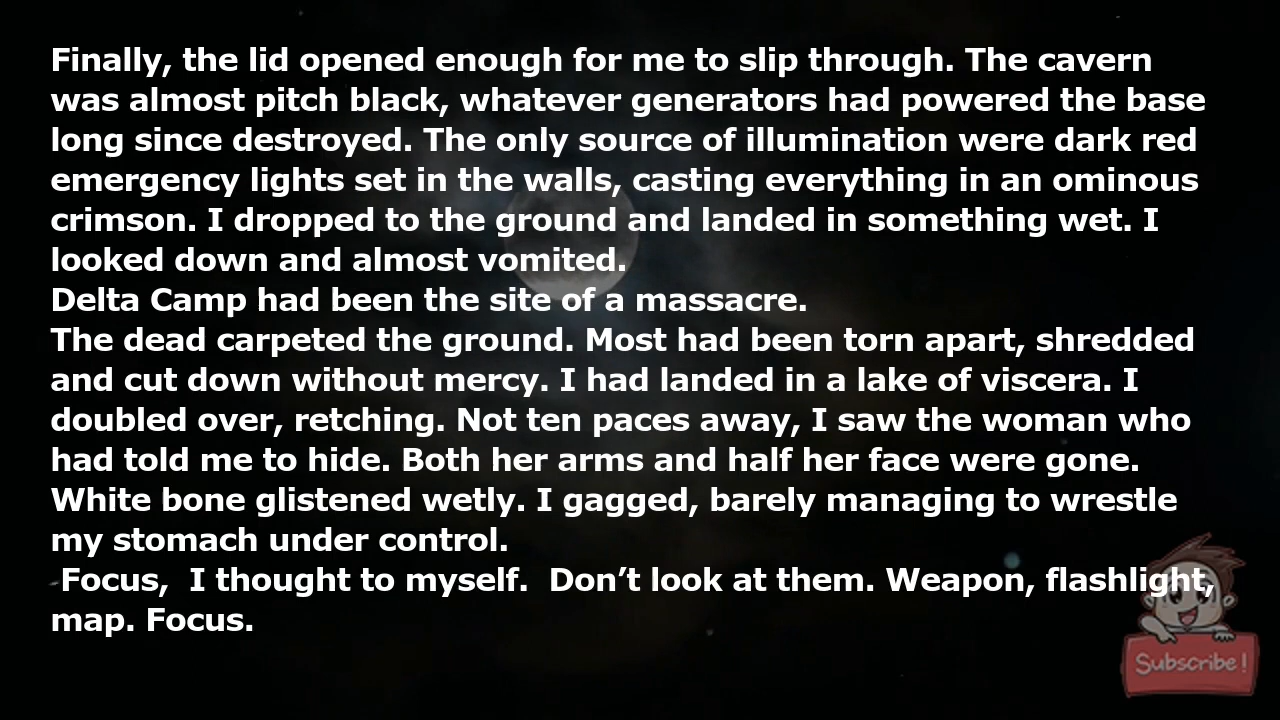 Finally, the lid opened enough for me to slip through. The cavern
was almost pitch black, whatever generators had powered the base
long since destroyed. The only source of illumination were dark red
emergency lights set in the walls, casting everything in an ominous
crimson. I dropped to the ground and landed in something wet. I
looked down and almost vomited.
Delta Camp had been the site of a massacre.
The dead carpeted the ground. Most had been torn apart, shredded
and cut down without mercy. I had landed in a lake of viscera. I
doubled over, retching. Not ten paces away, I saw the woman who
had told me to hide. Both her arms and half her face were gone.
White bone glistened wetly. I gagged, barely managing to wrestle
my stomach under control.
Focus,  I thought to myself.  Don’t look at them. Weapon, flashlight,
map. Focus.
Subscribe!